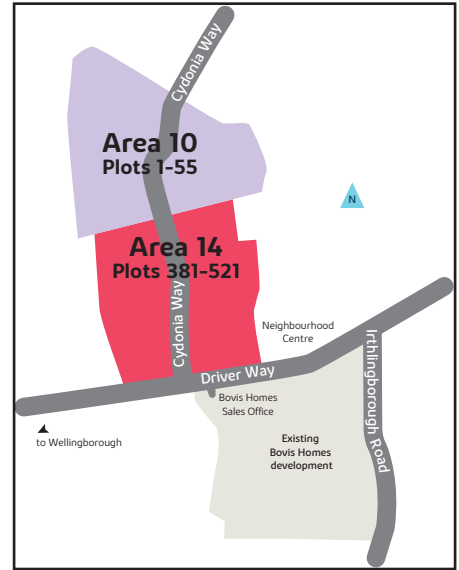 Cydonia Way
Area 10
Plots 1-55
N
Area 14
Plots 381-521
Cydonia Way
Neighbourhood
Centre
Irthlingborough Road
Driver Way
Bovis Homes
Sales Office
to Wellingborough
Existing
Bovis Homes
development